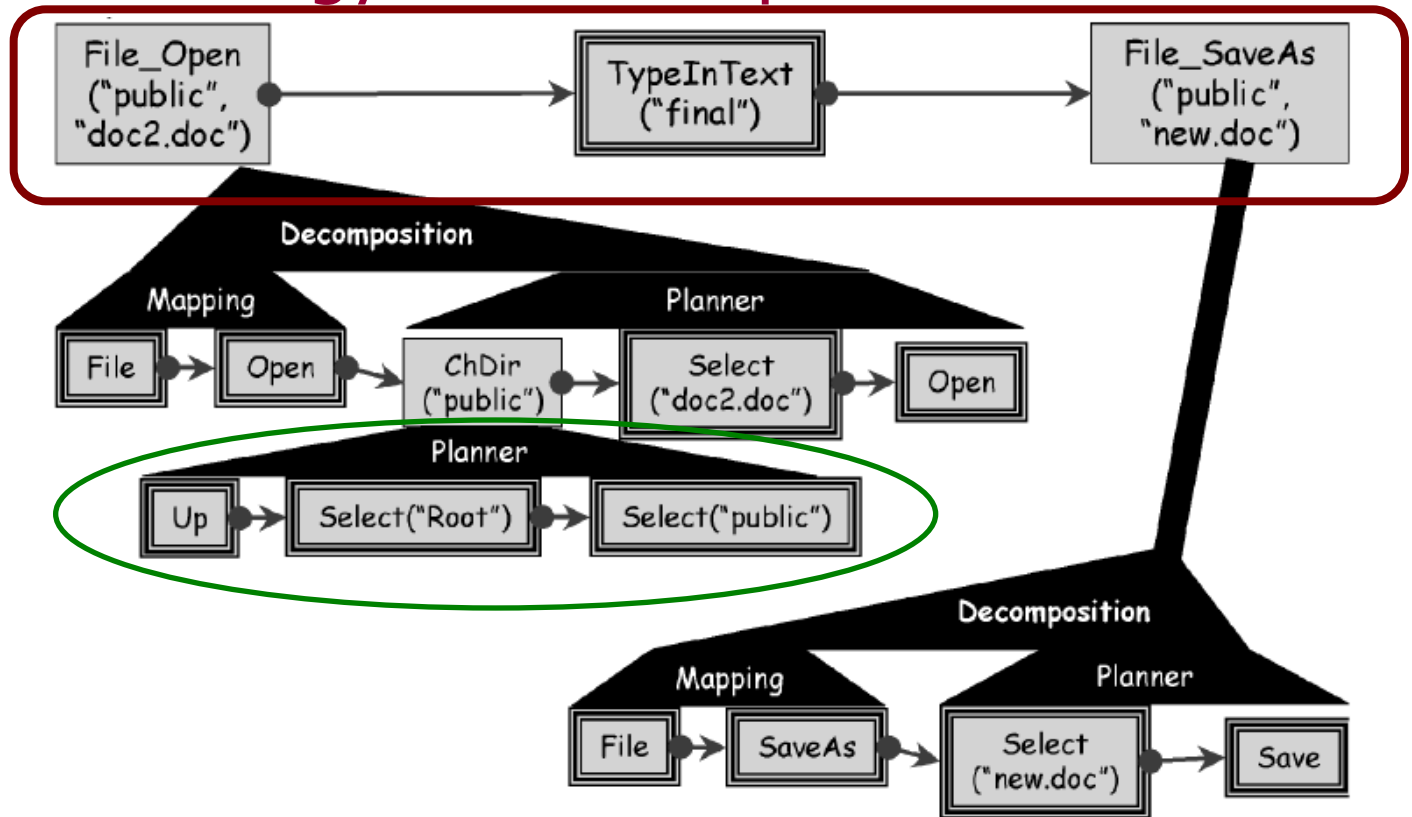 File_Open
("public",
"doc2.doc")
TypeInText
("final")
File_SaveAs
("public",
"new.doc")
Decomposition
Mapping
Planner
File
Open
ChDir
("public")
Select
("doc2.doc")
Open
Planner
Up
Select("Root")
Select("public")
Decomposition
Mapping
Planner
File
SaveAs
Select
("new.doc")
Save